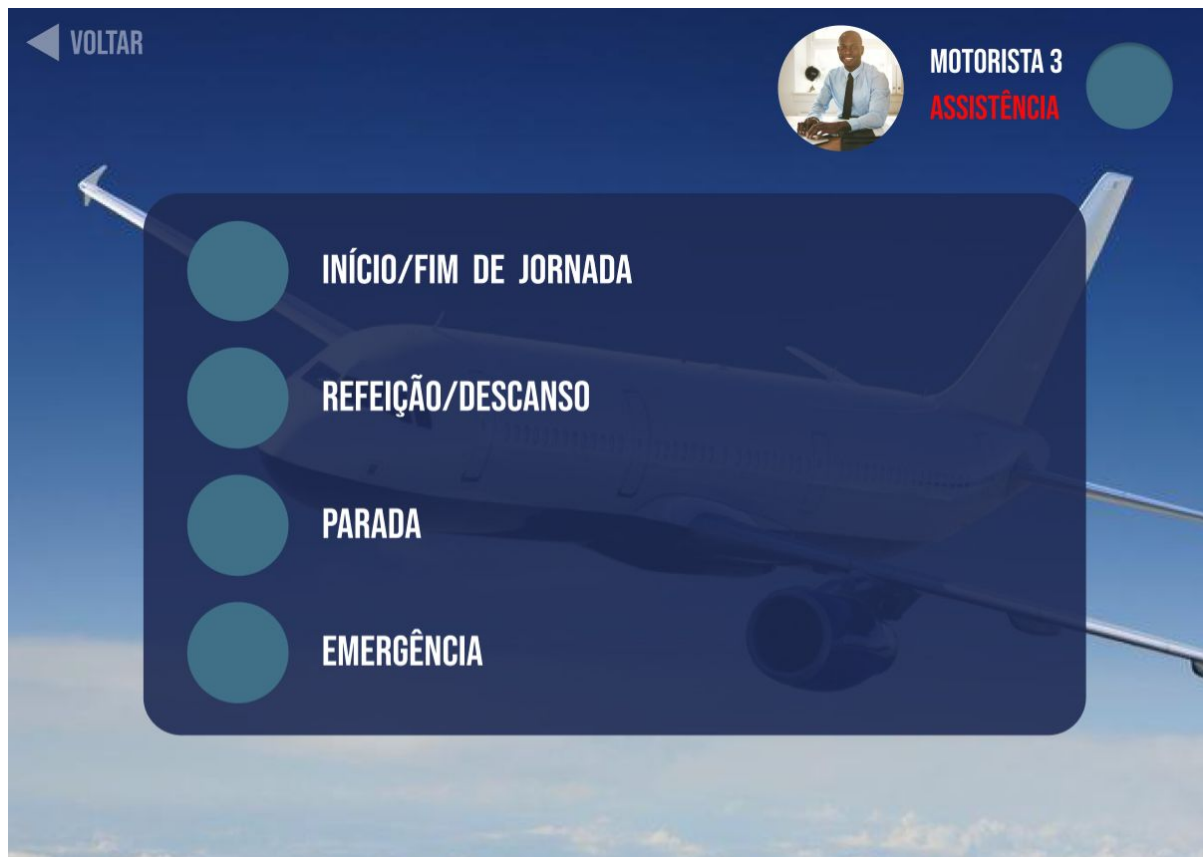 VOLTAR
MOTORISTA 3
ASSISTÊNCIA
INÍCIO/FIM DE JORNADA
REFEIÇÃO/DESCANSO
PARADA
EMERGÊNCIA